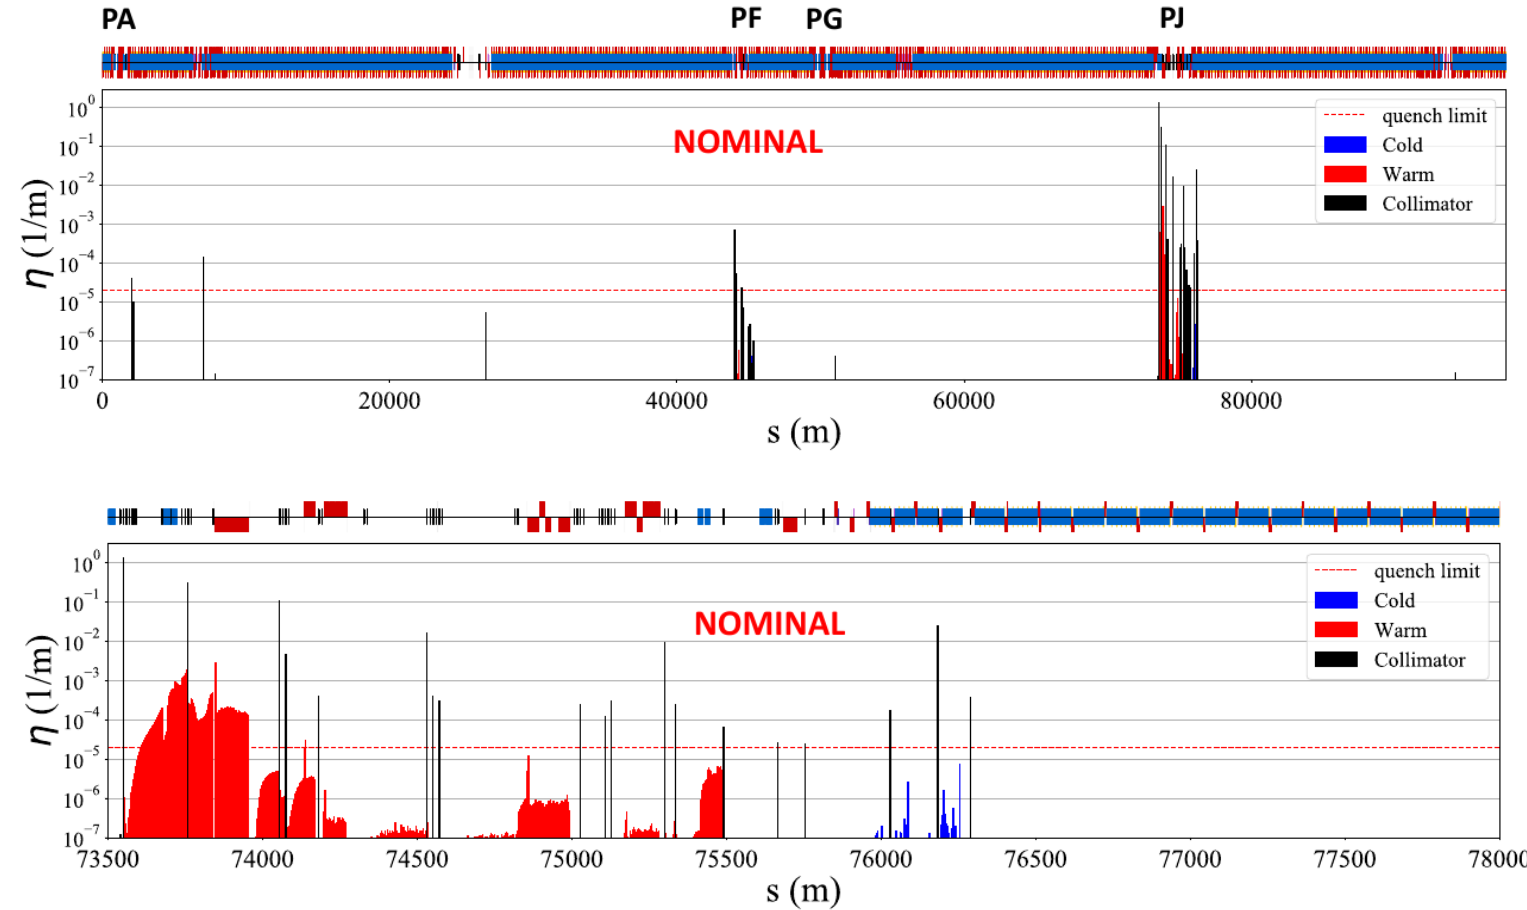 PA PF PG PJ
10^0
10^-1
10^-2
10^-3
10^-4
10^-5
10^-6
10^-7
η (1/m)
NOMINAL
quench limit
Cold
Warm
Collimator
0 20000 40000 60000 80000
s (m)
10^0
10^-1
10^-2
10^-3
10^-4
10^-5
10^-6
10^-7
η (1/m)
NOMINAL
quench limit
Cold
Warm
Collimator
73500 74000 74500 75000 75500 76000 76500 77000 77500 78000
s (m)